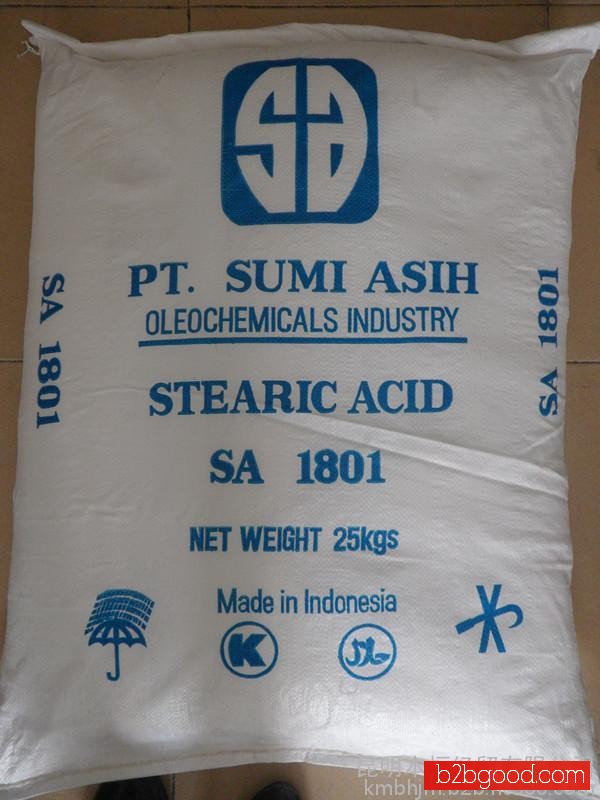 SA
PT. SUMI ASIH
OLEOCHEMICALS INDUSTRY
STEARIC ACID
SA 1801
SA 1801
SA 1801
NET WEIGHT 25kgs
Made in Indonesia
K
b2bgood.com